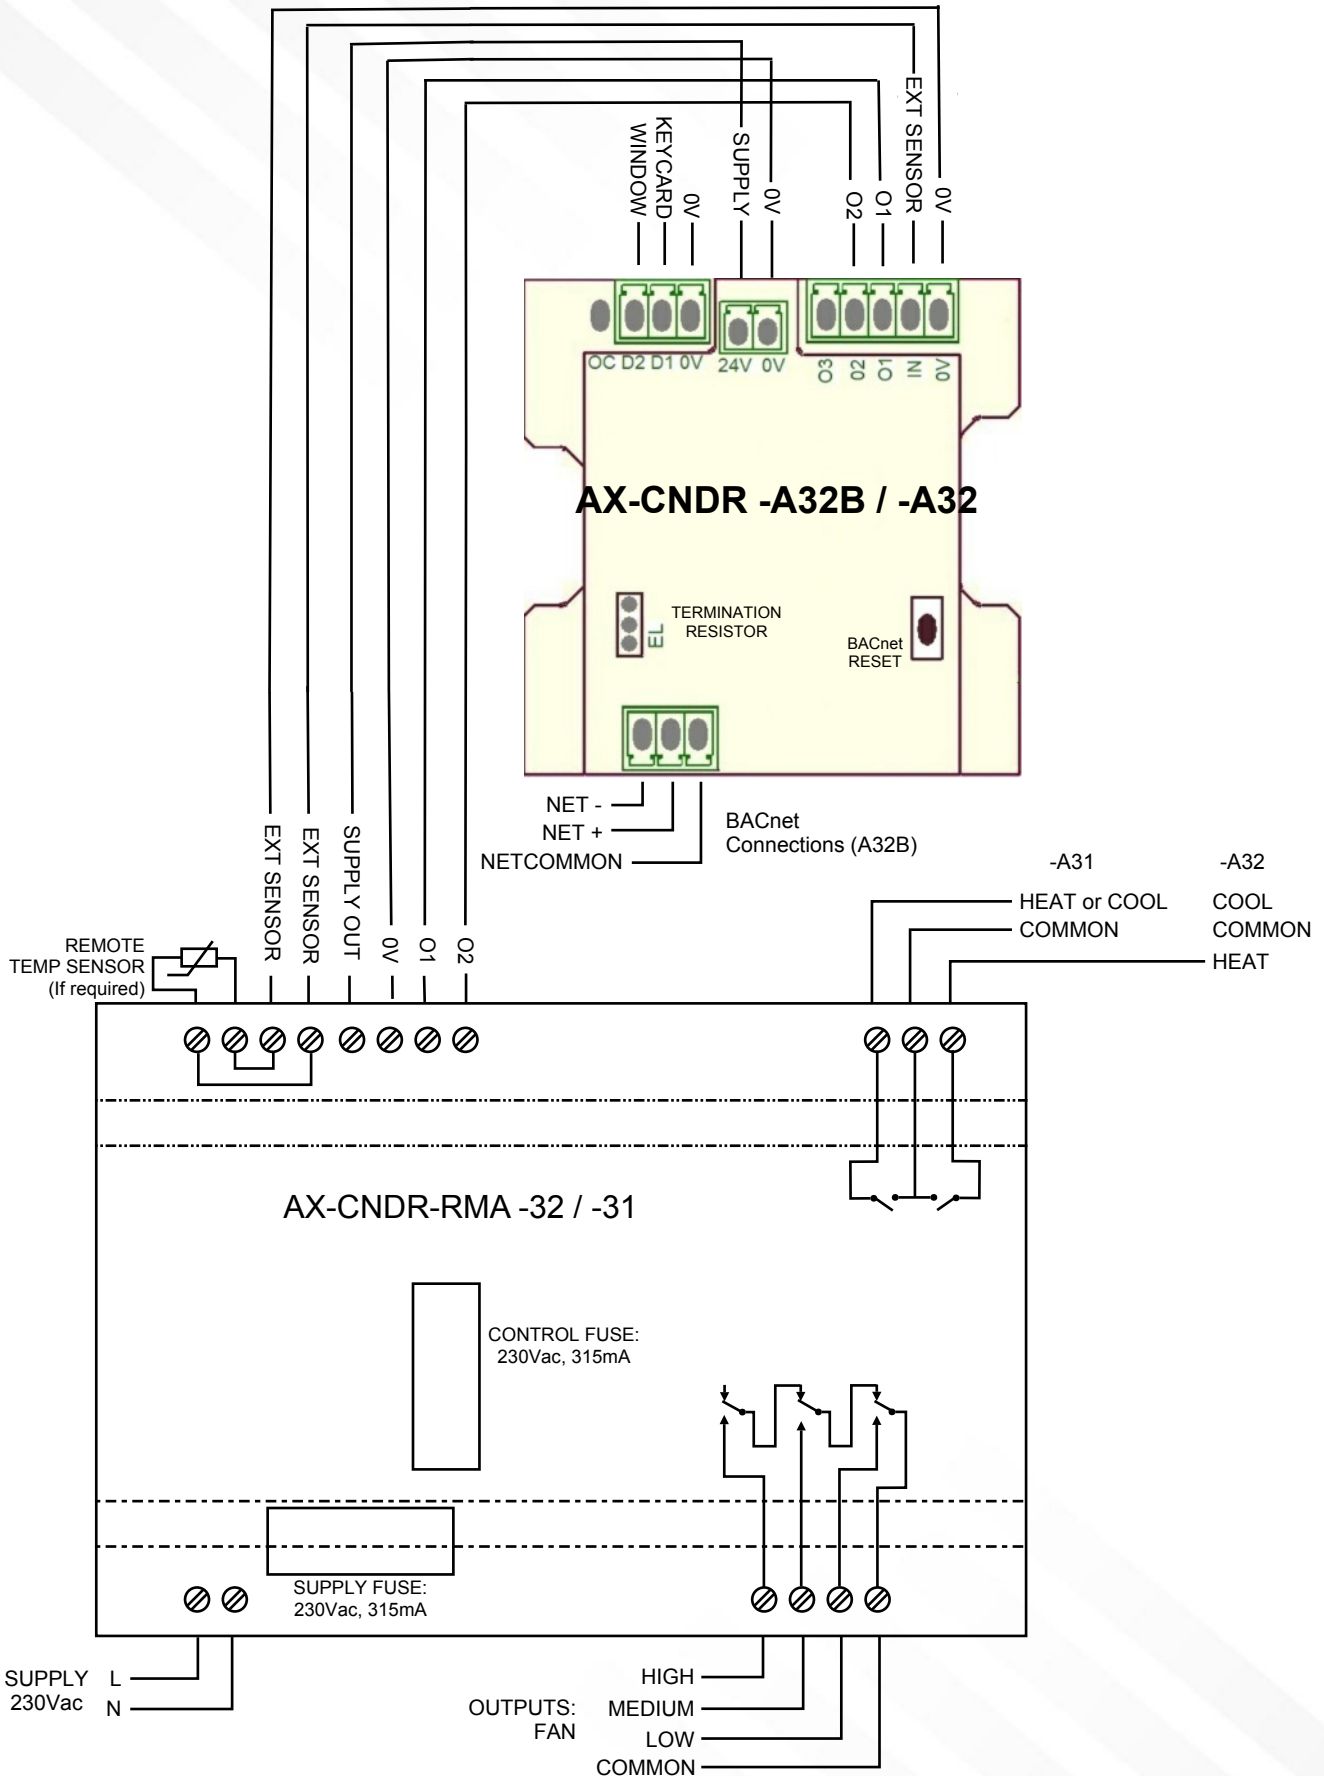 WINDOW
KEYCARD
0V
SUPPLY
0V
O2
O1
EXT SENSOR
0V
OC D2 D1 0V
24V 0V
O3
02
O1
IN
0V
AX-CNDR -A32B / -A32
EL
TERMINATION
RESISTOR
BACnet
RESET
NET -
NET +
NETCOMMON
BACnet
Connections (A32B)
EXT SENSOR
EXT SENSOR
SUPPLY OUT
0V
O1
O2
-A31
-A32
HEAT or COOL
COOL
COMMON
COMMON
HEAT
REMOTE
TEMP SENSOR
(If required)
AX-CNDR-RMA -32 / -31
CONTROL FUSE:
230Vac, 315mA
SUPPLY FUSE:
230Vac, 315mA
SUPPLY L
230Vac N
OUTPUTS:
FAN
HIGH
MEDIUM
LOW
COMMON